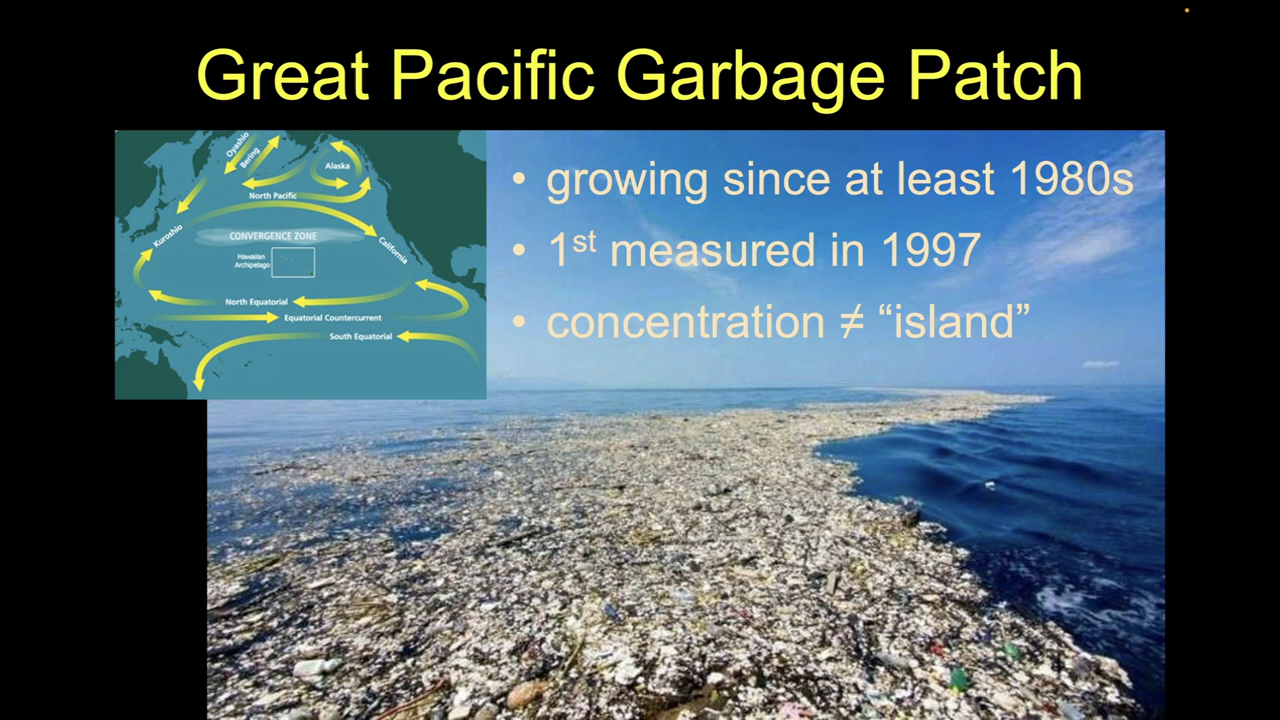 Great Pacific Garbage Patch
Oyashio
Bering
Alaska
North Pacific
Kuroshio
CONVERGENCE ZONE
California
Hawaiian
Archipelago
North Equatorial
Equatorial Countercurrent
South Equatorial
• growing since at least 1980s
• 1st measured in 1997
• concentration ≠ “island”